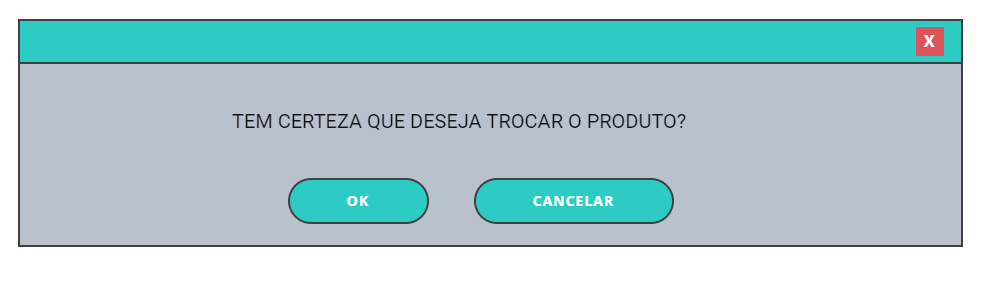 X
TEM CERTEZA QUE DESEJA TROCAR O PRODUTO?
OK
CANCELAR